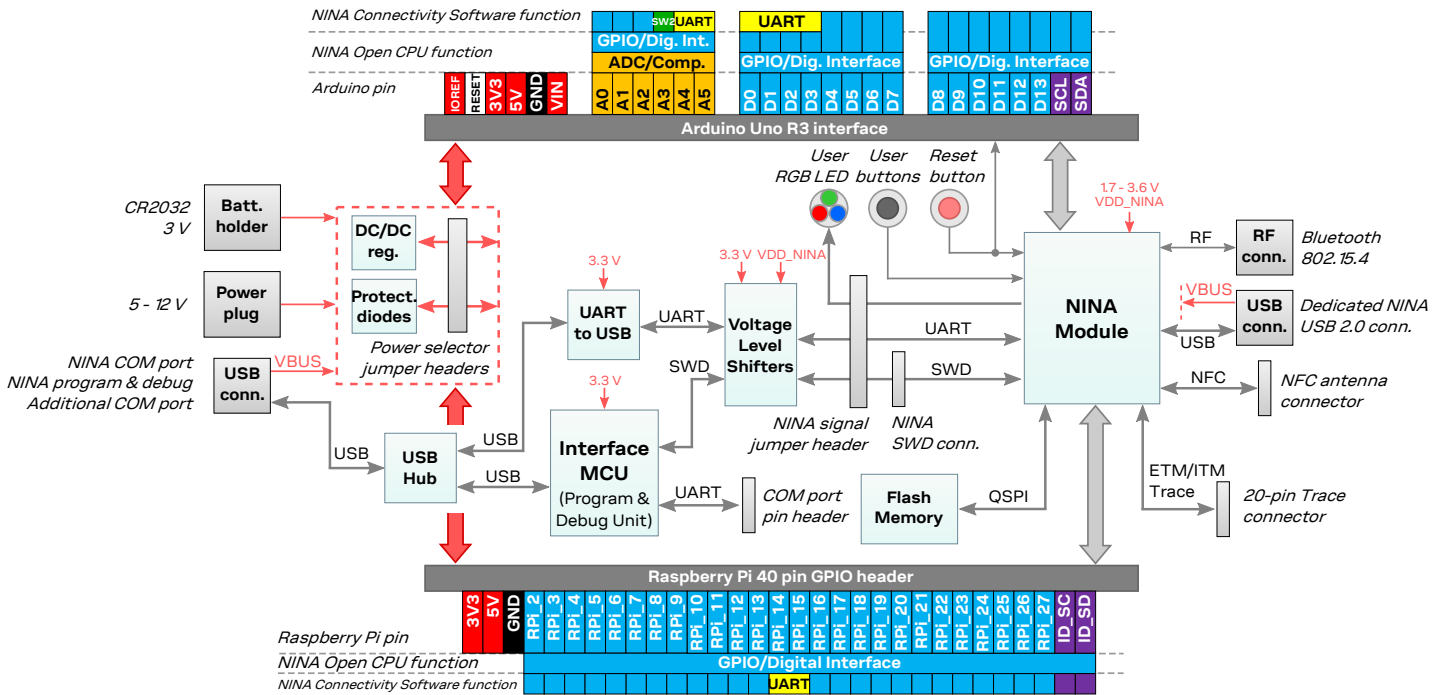 NINA Connectivity Software function
SW2
UART
UART
NINA Open CPU function
GPIO/Dig. Int.
ADC/Comp.
GPIO/Dig. Interface
GPIO/Dig. Interface
Arduino pin
IOREF
RESET
3V3
5V
GND
VIN
A0
A1
A2
A3
A4
A5
D0
D1
D2
D3
D4
D5
D6
D7
D8
D9
D10
D11
D12
D13
SCL
SDA
Arduino Uno R3 interface
User
RGB LED
User
buttons
Reset
button
1.7 - 3.6 V
VDD_NINA
CR2032
3 V
Batt.
holder
DC/DC
reg.
RF
RF
conn.
Bluetooth
802.15.4
5 - 12 V
Power
plug
Protect.
diodes
3.3 V
3.3 V
VDD_NINA
UART
to USB
UART
Voltage
Level
Shifters
UART
NINA
Module
VBUS
USB
USB
conn.
Dedicated NINA
USB 2.0 conn.
Power selector
jumper headers
NINA COM port
NINA program & debug
Additional COM port
USB
conn.
VBUS
SWD
SWD
3.3 V
NFC
NFC antenna
connector
NINA signal
jumper header
NINA
SWD conn.
USB
USB
Hub
USB
USB
Interface
MCU
(Program &
Debug Unit)
UART
COM port
pin header
Flash
Memory
QSPI
ETM/ITM
Trace
20-pin Trace
connector
Raspberry Pi 40 pin GPIO header
3V3
5V
GND
RPi_2
RPi_3
RPi_4
RPi_5
RPi_6
RPi_7
RPi_8
RPi_9
RPi_10
RPi_11
RPi_12
RPi_13
RPi_14
RPi_15
RPi_16
RPi_17
RPi_18
RPi_19
RPi_20
RPi_21
RPi_22
RPi_23
RPi_24
RPi_25
RPi_26
RPi_27
ID_SC
ID_SD
Raspberry Pi pin
NINA Open CPU function
GPIO/Digital Interface
NINA Connectivity Software function
UART